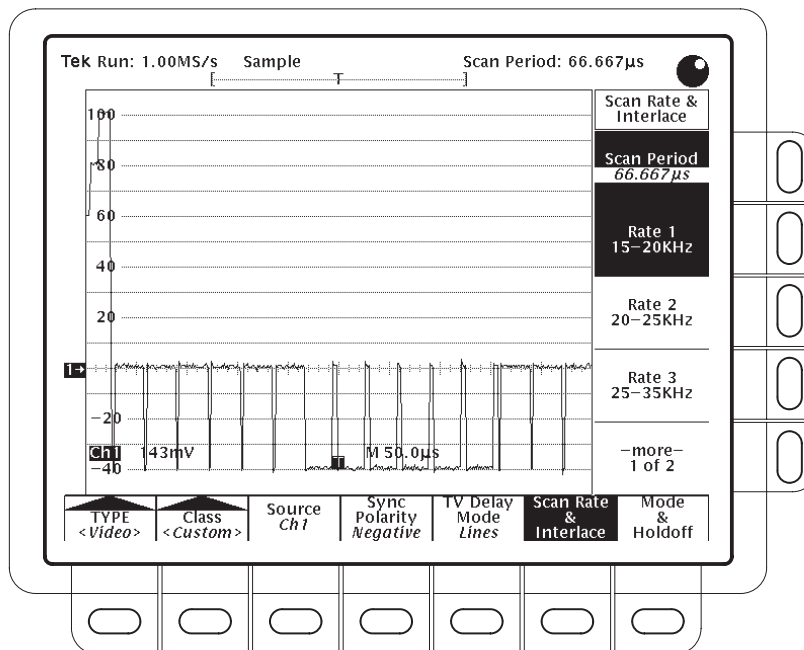 Tek Run: 1.00MS/s Sample Scan Period: 66.667µs
[ T ]
Scan Rate &
Interlace
100
Scan Period
66.667µs
80
60
Rate 1
15–20KHz
40
20
Rate 2
20–25KHz
1→
Rate 3
25–35KHz
−20
Ch1 143mV M 50.0µs
T
−40
–more–
1 of 2
TYPE
<Video>
Class
<Custom>
Source
Ch1
Sync
Polarity
Negative
TV Delay
Mode
Lines
Scan Rate
&
Interlace
Mode
&
Holdoff